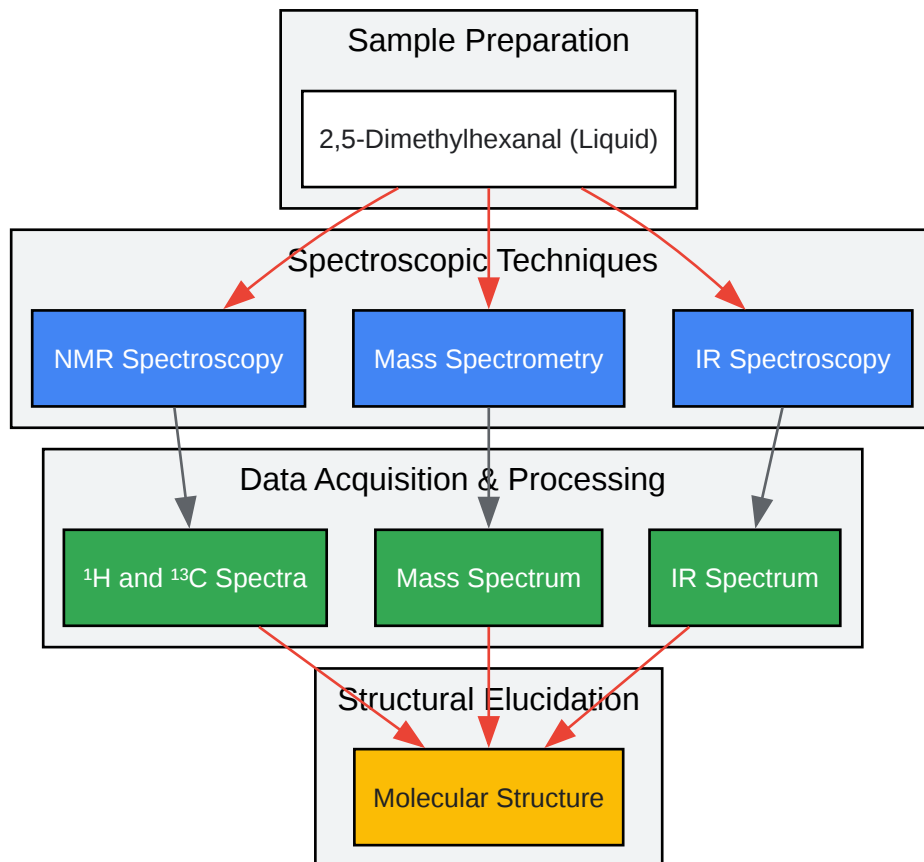 Sample Preparation
2,5-Dimethylhexanal (Liquid)
Spectroscopic Techniques
NMR Spectroscopy
Mass Spectrometry
IR Spectroscopy
Data Acquisition & Processing
¹H and ¹³C Spectra
Mass Spectrum
IR Spectrum
Structural Elucidation
Molecular Structure